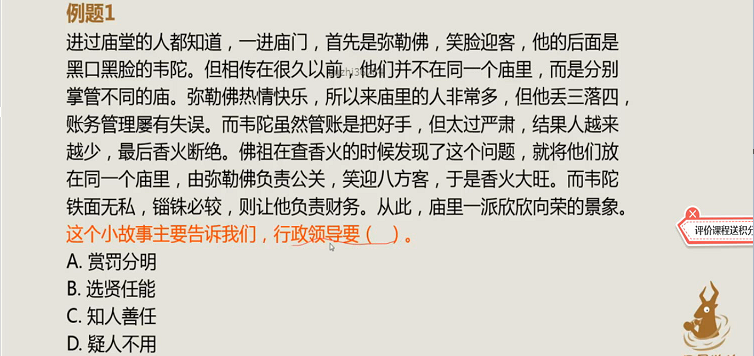 例题1
进过庙堂的人都知道，一进庙门，首先是弥勒佛，笑脸迎客，他的后面是
黑口黑脸的韦陀。但相传在很久以前，他们并不在同一个庙里，而是分别
掌管不同的庙。弥勒佛热情快乐，所以来庙里的人非常多，但他丢三落四，
账务管理屡有失误。而韦陀虽然管账是把好手，但太过严肃，结果人越来
越少，最后香火断绝。佛祖在查香火的时候发现了这个问题，就将他们放
在同一个庙里，由弥勒佛负责公关，笑迎八方客，于是香火大旺。而韦陀
铁面无私，锱铢必较，则让他负责财务。从此，庙里一派欣欣向荣的景象。
这个小故事主要告诉我们，行政领导要（ ）。
评价课程送积分
A. 赏罚分明
B. 选贤任能
C. 知人善任
D. 疑人不用